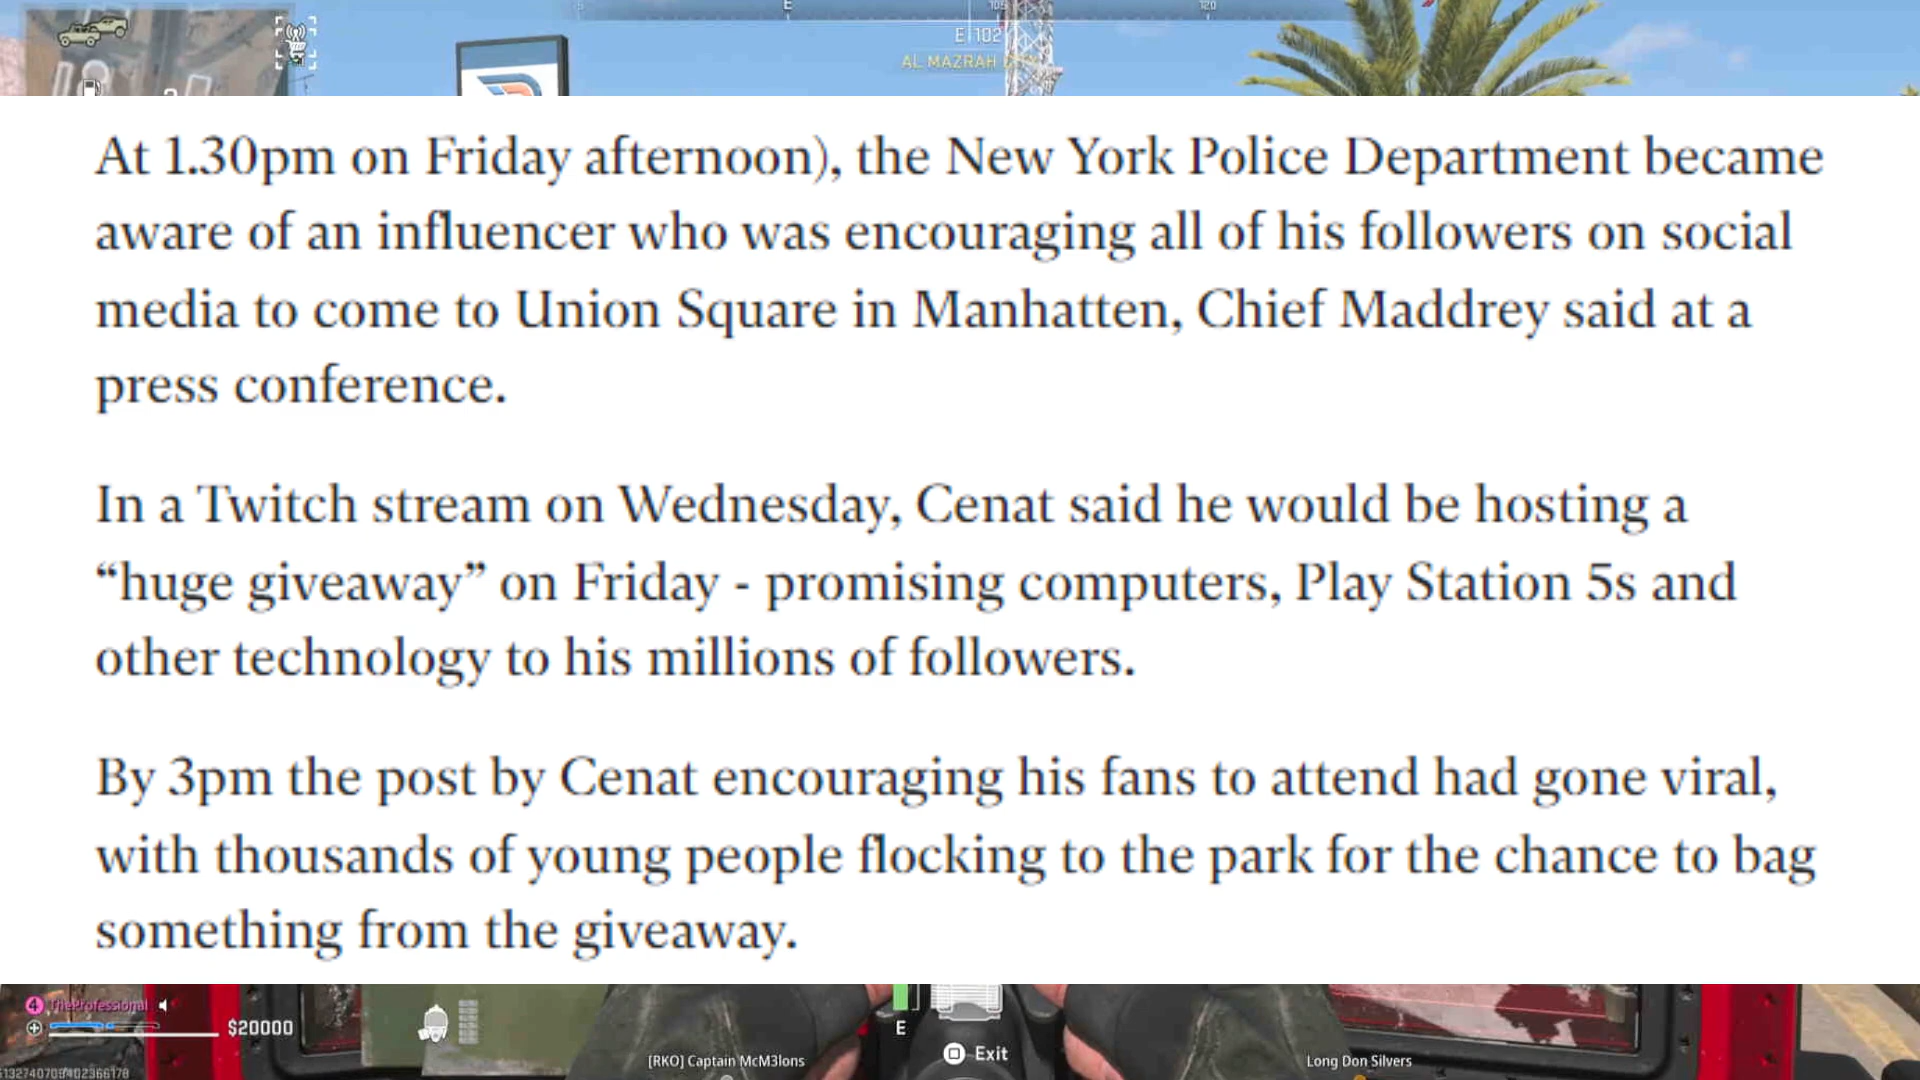 E
105
120
E 102
AL MAZRAH CITY
At 1.30pm on Friday afternoon), the New York Police Department became
aware of an influencer who was encouraging all of his followers on social
media to come to Union Square in Manhatten, Chief Maddrey said at a
press conference.
In a Twitch stream on Wednesday, Cenat said he would be hosting a
“huge giveaway” on Friday - promising computers, Play Station 5s and
other technology to his millions of followers.
By 3pm the post by Cenat encouraging his fans to attend had gone viral,
with thousands of young people flocking to the park for the chance to bag
something from the giveaway.
4 TheProfessional
$20000
E
Exit
[RKO] Captain McM3lons
Long Don Silvers